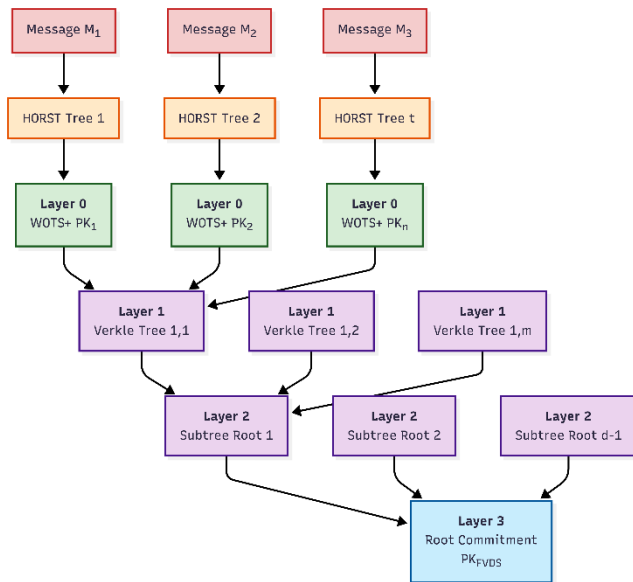 Message M₁
Message M₂
Message M₃
HORST Tree 1
HORST Tree 2
HORST Tree t
Layer 0
WOTS+ PK₁
Layer 0
WOTS+ PK₂
Layer 0
WOTS+ PKₙ
Layer 1
Verkle Tree 1,1
Layer 1
Verkle Tree 1,2
Layer 1
Verkle Tree 1,m
Layer 2
Subtree Root 1
Layer 2
Subtree Root 2
Layer 2
Subtree Root d-1
Layer 3
Root Commitment
PK_FVDS